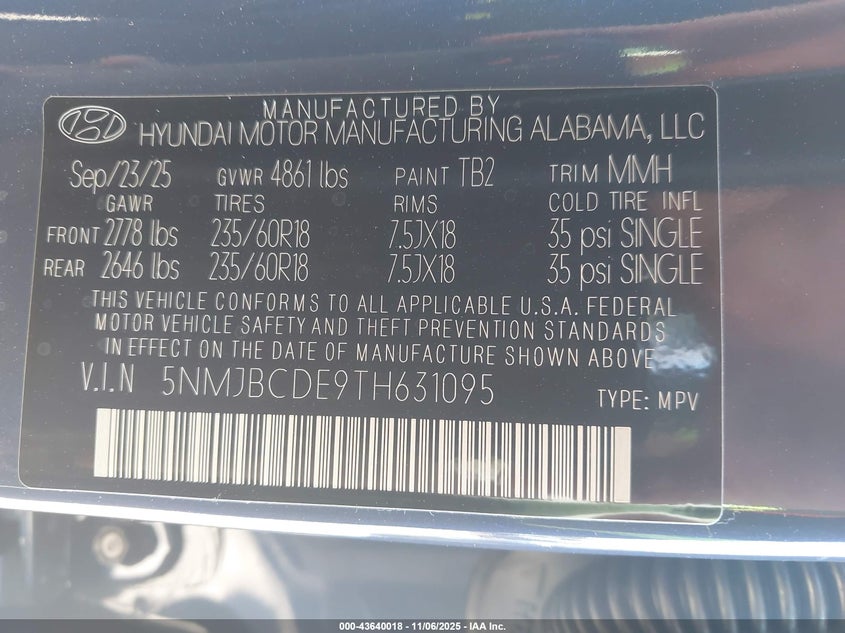 MANUFACTURED BY
HYUNDAI MOTOR MANUFACTURING ALABAMA, LLC
Sep/23/25 GVWR 4861 lbs PAINT TB2 TRIM MMH
GAWR TIRES RIMS COLD TIRE INFL
FRONT 2778 lbs 235/60R18 7.5JX18 35 psi SINGLE
REAR 2646 lbs 235/60R18 7.5JX18 35 psi SINGLE
THIS VEHICLE CONFORMS TO ALL APPLICABLE U.S.A. FEDERAL
MOTOR VEHICLE SAFETY AND THEFT PREVENTION STANDARDS
IN EFFECT ON THE DATE OF MANUFACTURE SHOWN ABOVE
V.I.N 5NMJBCDE9TH631095 TYPE: MPV
000-43640018 - 11/06/2025 - IAA Inc.